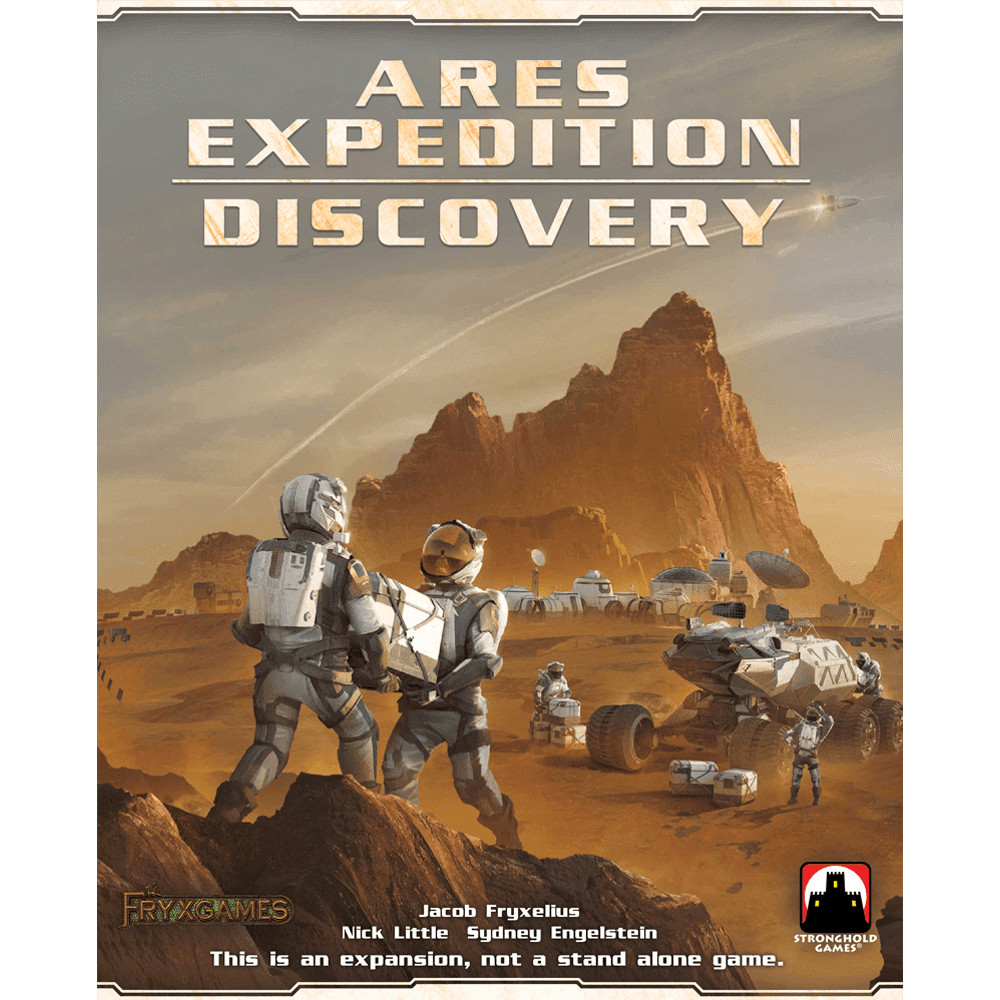 ARES
EXPEDITION
DISCOVERY
FRYXGAMES
Jacob Fryxelius
Nick Little Sydney Engelstein
This is an expansion, not a stand alone game.
STRONGHOLD
GAMES®